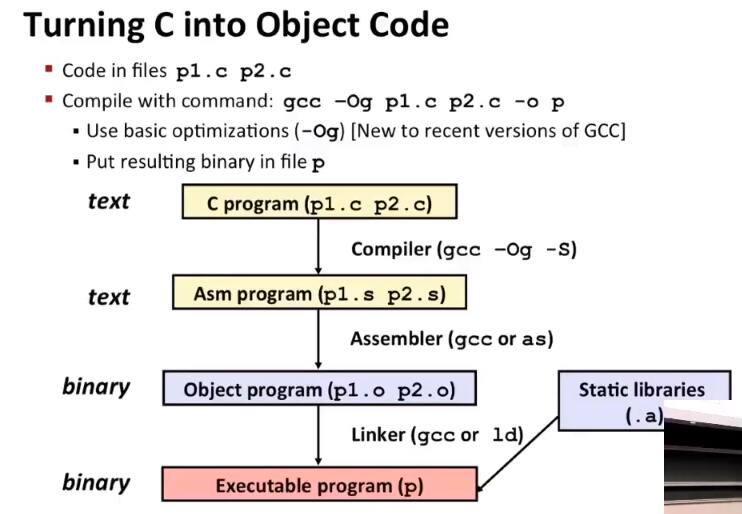 Turning C into Object Code
Code in files p1.c p2.c
Compile with command: gcc –Og p1.c p2.c -o p
Use basic optimizations (-Og) [New to recent versions of GCC]
Put resulting binary in file p
text
C program (p1.c p2.c)
Compiler (gcc –Og -S)
text
Asm program (p1.s p2.s)
Assembler (gcc or as)
binary
Object program (p1.o p2.o)
Static libraries
(.a)
Linker (gcc or ld)
binary
Executable program (p)